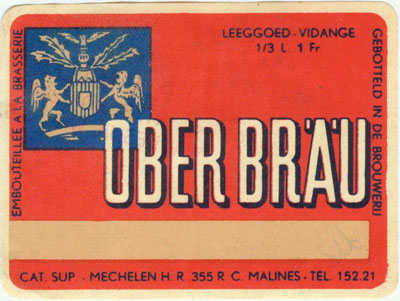 LEEGGOED - VIDANGE
1/3 L 1 Fr
EMBOUTEILLÉE A LA BRASSERIE
GEBOTTELD IN DE BROUWERIJ
OBER BRÄU
CAT. SUP. - MECHELEN H. R. 355 R. C. MALINES - TEL. 152.21